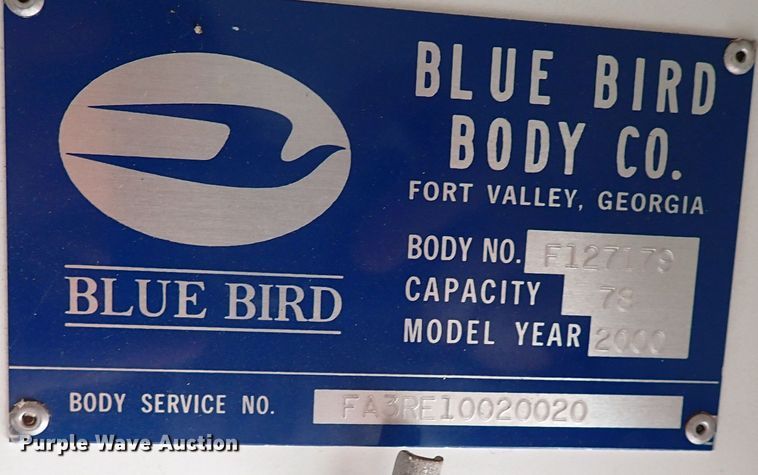 BLUE BIRD
BODY CO.
FORT VALLEY, GEORGIA
BLUE BIRD
BODY NO. F127179
CAPACITY 78
MODEL YEAR 2000
BODY SERVICE NO. FA3RE10020020
Purple Wave Auction